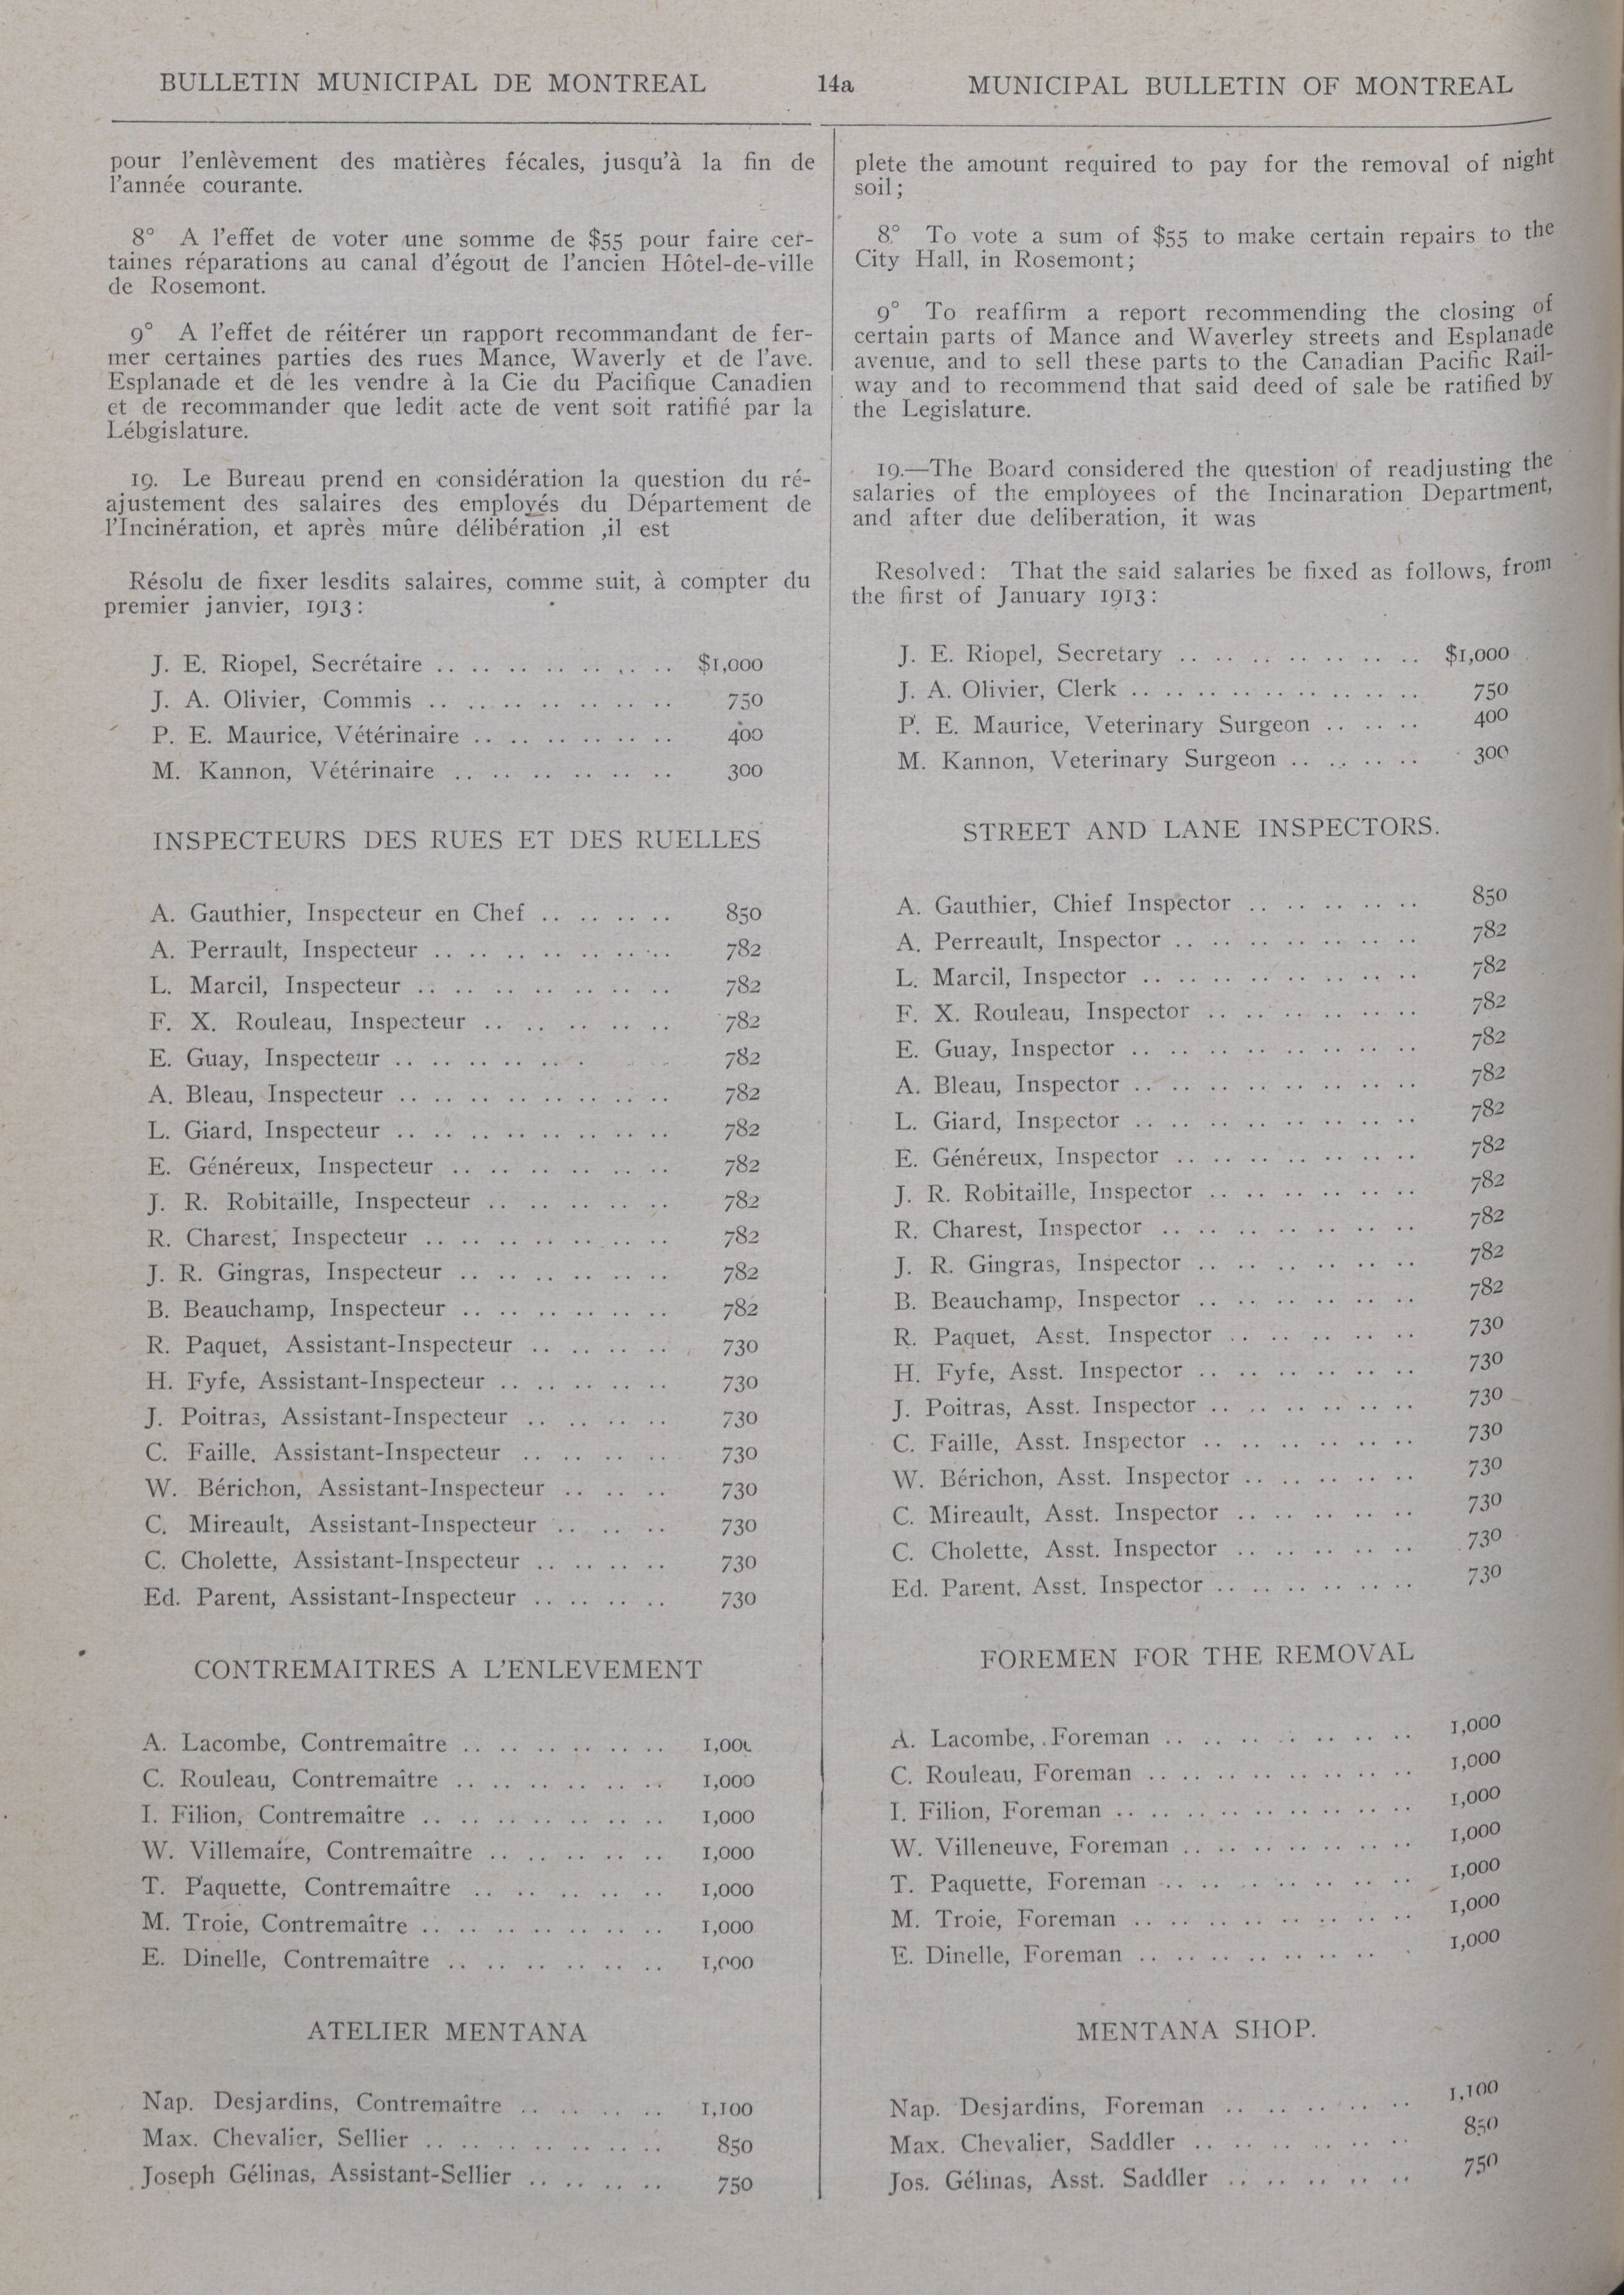 BULLETIN MUNICIPAL DE MONTREAL 14a MUNICIPAL BULLETIN OF MONTREAL
pour l'enlèvement des matières fécales, jusqu'à la fin de
l'année courante.
8° A l'effet de voter une somme de $55 pour faire cer-
taines réparations au canal d'égout de l'ancien Hôtel-de-ville
de Rosemont.
9° A l'effet de réitérer un rapport recommandant de fer-
mer certaines parties des rues Mance, Waverly et de l'ave.
Esplanade et de les vendre à la Cie du Pacifique Canadien
et de recommander que ledit acte de vent soit ratifié par la
Lébgislature.
19. Le Bureau prend en considération la question du ré-
ajustement des salaires des employés du Département de
l'Incinération, et après mûre délibération ,il est
Résolu de fixer lesdits salaires, comme suit, à compter du
premier janvier, 1913:
J. E. Riopel, Secrétaire .. .. .. .. .. .. .. $1,000
J. A. Olivier, Commis .. .. .. .. .. .. .. 750
P. E. Maurice, Vétérinaire .. .. .. .. .. .. 400
M. Kannon, Vétérinaire .. .. .. .. .. .. 300
INSPECTEURS DES RUES ET DES RUELLES
A. Gauthier, Inspecteur en Chef .. .. .. .. 850
A. Perrault, Inspecteur .. .. .. .. .. .. .. 782
L. Marcil, Inspecteur .. .. .. .. .. .. .. 782
F. X. Rouleau, Inspecteur .. .. .. .. .. .. 782
E. Guay, Inspecteur .. .. .. .. .. . 782
A. Bleau, Inspecteur .. .. .. .. .. .. .. .. 782
L. Giard, Inspecteur .. .. .. .. .. .. .. .. 782
E. Généreux, Inspecteur .. .. .. .. .. .. 782
J. R. Robitaille, Inspecteur .. .. .. .. .. 782
R. Charest, Inspecteur .. .. .. .. .. .. .. 782
J. R. Gingras, Inspecteur .. .. .. .. .. .. 782
B. Beauchamp, Inspecteur .. .. .. .. .. .. 782
R. Paquet, Assistant-Inspecteur .. .. .. .. 730
H. Fyfe, Assistant-Inspecteur .. .. .. .. .. 730
J. Poitras, Assistant-Inspecteur .. .. .. .. 730
C. Faille, Assistant-Inspecteur .. .. .. .. 730
W. Bérichon, Assistant-Inspecteur .. .. .. 730
C. Mireault, Assistant-Inspecteur .. .. .. 730
C. Cholette, Assistant-Inspecteur .. .. .. .. 730
Ed. Parent, Assistant-Inspecteur .. .. .. .. 730
CONTREMAITRES A L'ENLEVEMENT
A. Lacombe, Contremaître .. .. .. .. .. .. 1,000
C. Rouleau, Contremaître .. .. .. .. .. .. 1,000
I. Filion, Contremaître .. .. .. .. .. .. .. 1,000
W. Villemaire, Contremaître .. .. .. .. .. 1,000
T. Paquette, Contremaître .. .. .. .. .. .. 1,000
M. Troie, Contremaître .. .. .. .. .. .. .. 1,000
E. Dinelle, Contremaître .. .. .. .. .. .. 1,000
ATELIER MENTANA
Nap. Desjardins, Contremaître .. .. .. .. 1,100
Max. Chevalier, Sellier .. .. .. .. .. .. .. 850
Joseph Gélinas, Assistant-Sellier .. .. .. .. 750
plete the amount required to pay for the removal of night
soil;
8° To vote a sum of $55 to make certain repairs to the
City Hall, in Rosemont;
9° To reaffirm a report recommending the closing of
certain parts of Mance and Waverley streets and Esplanade
avenue, and to sell these parts to the Canadian Pacific Rail-
way and to recommend that said deed of sale be ratified by
the Legislature.
19.—The Board considered the question of readjusting the
salaries of the employees of the Incinaration Department,
and after due deliberation, it was
Resolved: That the said salaries be fixed as follows, from
the first of January 1913:
J. E. Riopel, Secretary .. .. .. .. .. .. .. $1,000
J. A. Olivier, Clerk .. .. .. .. .. .. .. .. 750
P. E. Maurice, Veterinary Surgeon .. .. .. 400
M. Kannon, Veterinary Surgeon .. .. .. .. 300
STREET AND LANE INSPECTORS.
A. Gauthier, Chief Inspector .. .. .. .. .. 850
A. Perreault, Inspector .. .. .. .. .. .. .. 782
L. Marcil, Inspector .. .. .. .. .. .. .. .. 782
F. X. Rouleau, Inspector .. .. .. .. .. .. 782
E. Guay, Inspector .. .. .. .. .. .. .. .. 782
A. Bleau, Inspector .. .. .. .. .. .. .. .. 782
L. Giard, Inspector .. .. .. .. .. .. .. .. 782
E. Généreux, Inspector .. .. .. .. .. .. .. 782
J. R. Robitaille, Inspector .. .. .. .. .. .. 782
R. Charest, Inspector .. .. .. .. .. .. .. 782
J. R. Gingras, Inspector .. .. .. .. .. .. 782
B. Beauchamp, Inspector .. .. .. .. .. .. 782
R. Paquet, Asst. Inspector .. .. .. .. .. 730
H. Fyfe, Asst. Inspector .. .. .. .. .. .. 730
J. Poitras, Asst. Inspector .. .. .. .. .. .. 730
C. Faille, Asst. Inspector .. .. .. .. .. .. 730
W. Bérichon, Asst. Inspector .. .. .. .. .. 730
C. Mireault, Asst. Inspector .. .. .. .. .. 730
C. Cholette, Asst. Inspector .. .. .. .. .. 730
Ed. Parent, Asst. Inspector .. .. .. .. .. .. 730
FOREMEN FOR THE REMOVAL
A. Lacombe, Foreman .. .. .. .. .. .. .. 1,000
C. Rouleau, Foreman .. .. .. .. .. .. .. .. 1,000
I. Filion, Foreman .. .. .. .. .. .. .. .. .. 1,000
W. Villeneuve, Foreman .. .. .. .. .. .. .. 1,000
T. Paquette, Foreman .. .. .. .. .. .. .. .. 1,000
M. Troie, Foreman .. .. .. .. .. .. .. .. 1,000
E. Dinelle, Foreman .. .. .. .. .. .. .. . 1,000
MENTANA SHOP.
Nap. Desjardins, Foreman .. .. .. .. .. 1,100
Max. Chevalier, Saddler .. .. .. .. .. .. 850
Jos. Gélinas, Asst. Saddler .. .. .. .. .. 750